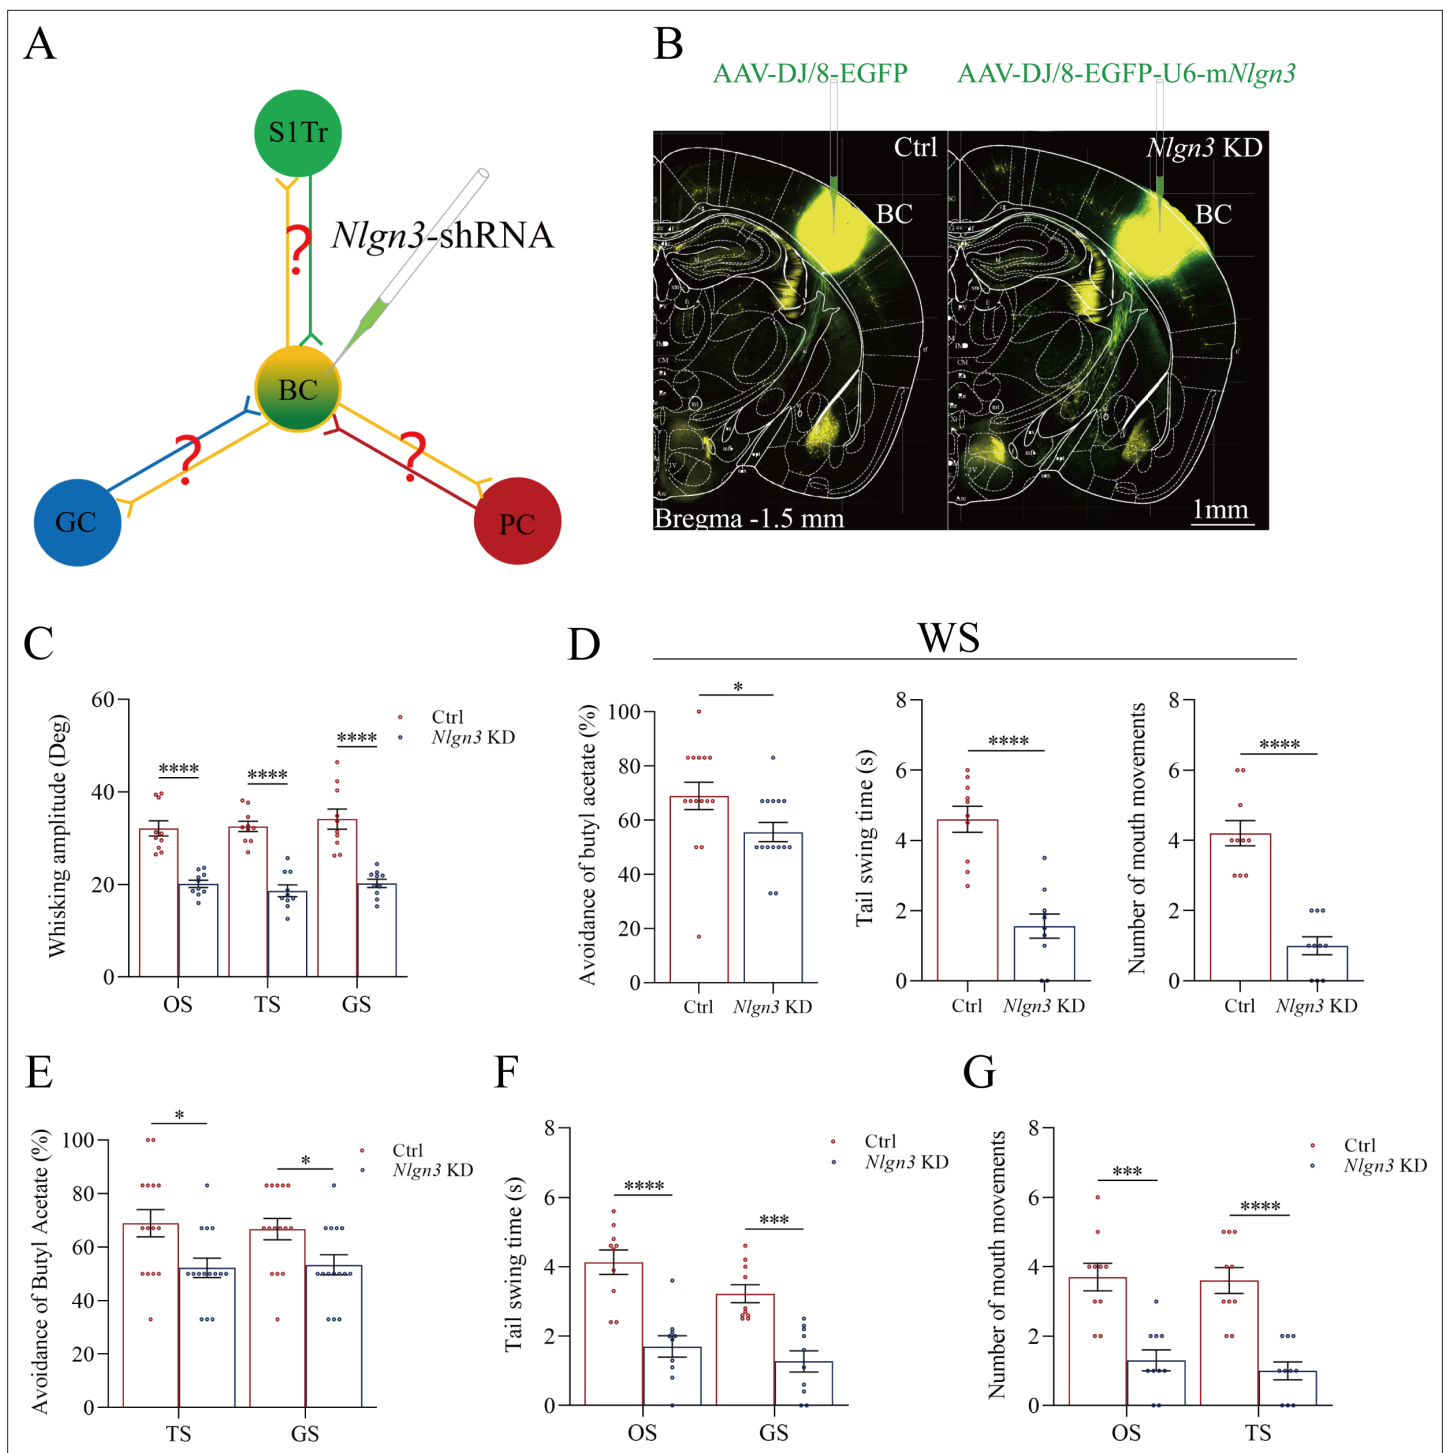 A
S1Tr
?
Nlgn3-shRNA
BC
?
?
GC
PC
B
AAV-DJ/8-EGFP
AAV-DJ/8-EGFP-U6-mNlgn3
Ctrl
Nlgn3 KD
BC
BC
Bregma -1.5 mm
1mm
C
Whisking amplitude (Deg)
60
40
20
0
****
****
****
Ctrl
Nlgn3 KD
OS
TS
GS
D
WS
Avoidance of butyl acetate (%)
100
80
60
40
20
0
*
Ctrl
Nlgn3 KD
Tail swing time (s)
8
6
4
2
0
****
Ctrl
Nlgn3 KD
Number of mouth movements
8
6
4
2
0
****
Ctrl
Nlgn3 KD
E
Avoidance of Butyl Acetate (%)
100
80
60
40
20
0
*
*
Ctrl
Nlgn3 KD
TS
GS
F
Tail swing time (s)
8
6
4
2
0
****
***
Ctrl
Nlgn3 KD
OS
GS
G
Number of mouth movements
8
6
4
2
0
***
****
Ctrl
Nlgn3 KD
OS
TS